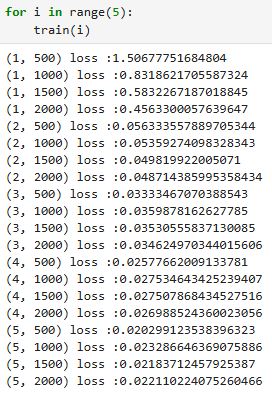 for i in range(5):
train(i)
(1, 500) loss :1.50677751684804
(1, 1000) loss :0.8318621705587324
(1, 1500) loss :0.5832267187018845
(1, 2000) loss :0.4563300057639647
(2, 500) loss :0.056333557889705344
(2, 1000) loss :0.05359274098328343
(2, 1500) loss :0.049819922005071
(2, 2000) loss :0.048714385995358434
(3, 500) loss :0.03333467070388543
(3, 1000) loss :0.0359878162627785
(3, 1500) loss :0.03530555837130085
(3, 2000) loss :0.034624970344015606
(4, 500) loss :0.02577662009133781
(4, 1000) loss :0.027534643425239407
(4, 1500) loss :0.027507868434527516
(4, 2000) loss :0.026988524360023056
(5, 500) loss :0.020299123538396323
(5, 1000) loss :0.023286646369075886
(5, 1500) loss :0.02183712457925387
(5, 2000) loss :0.022110224075260466